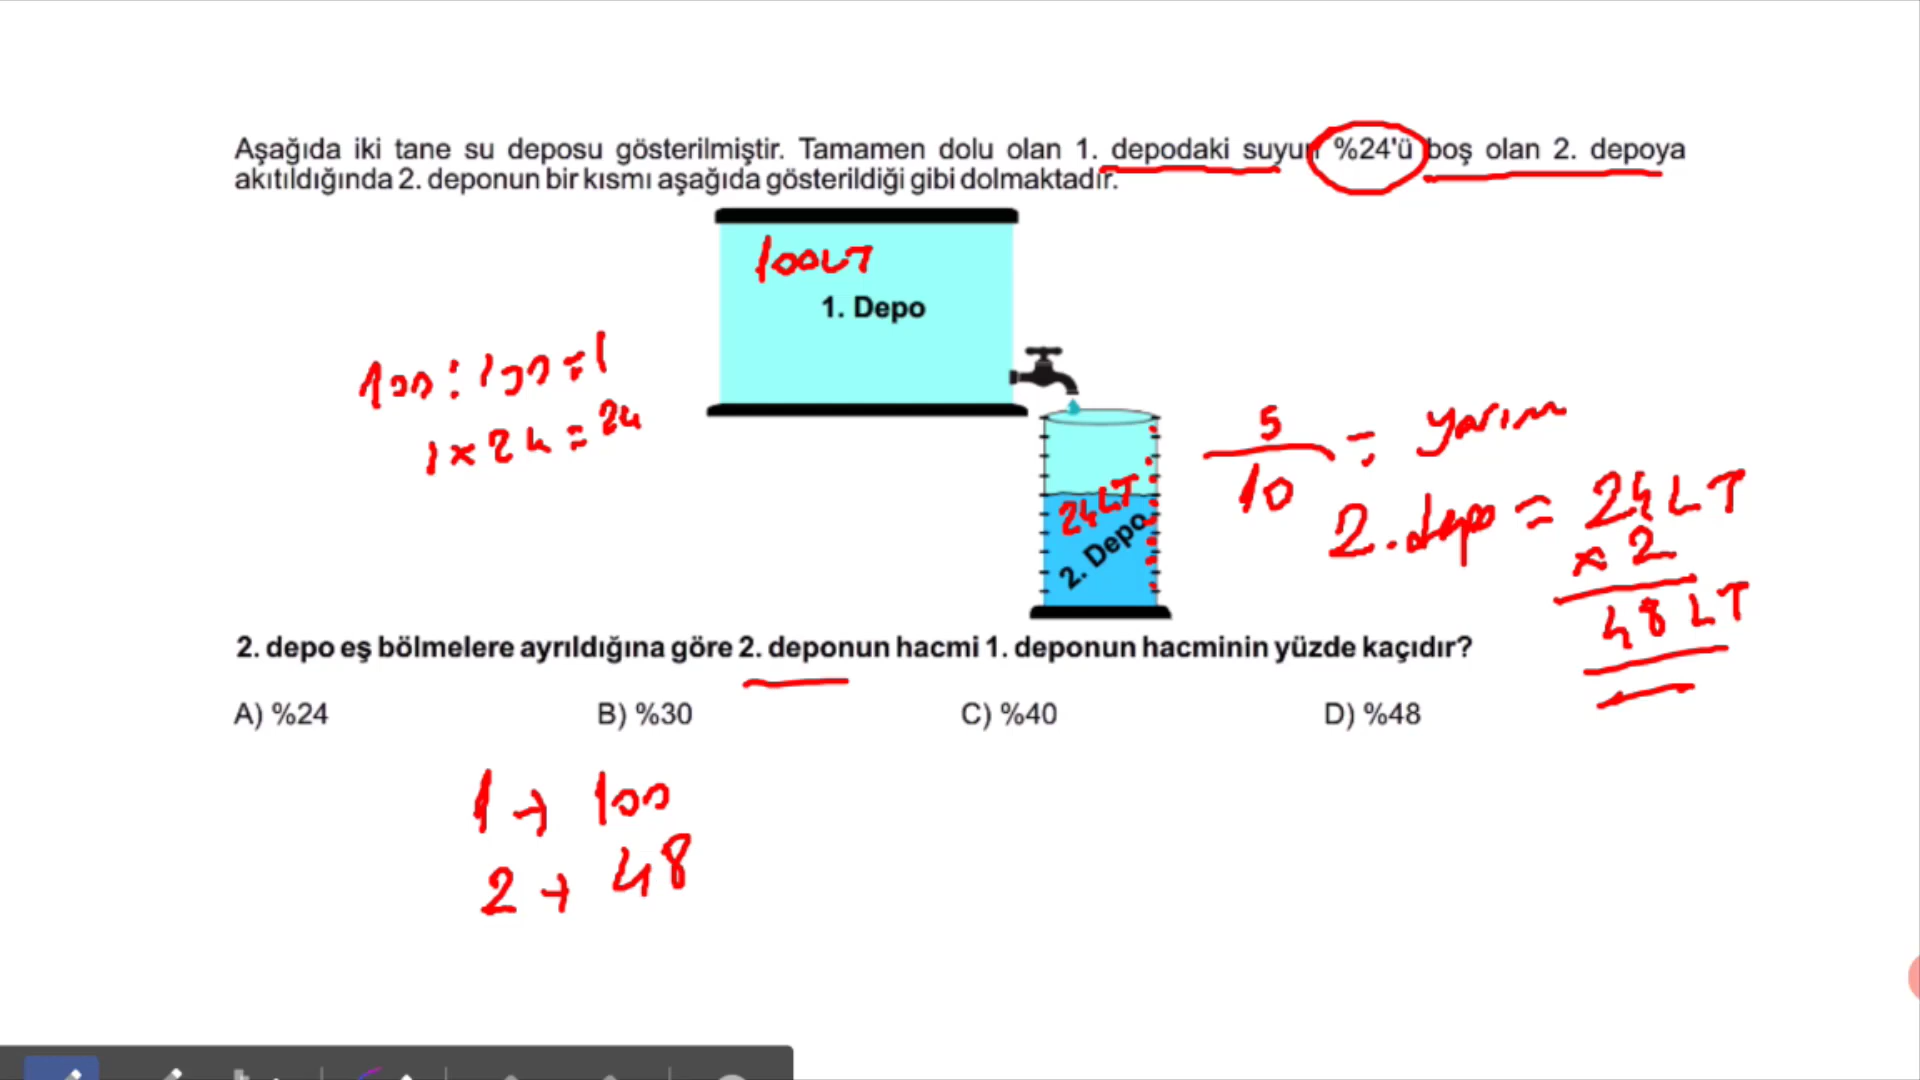 Aşağıda iki tane su deposu gösterilmiştir. Tamamen dolu olan 1. depodaki suyun %24'ü boş olan 2. depoya
akıtıldığında 2. deponun bir kısmı aşağıda gösterildiği gibi dolmaktadır.
100LT
1. Depo
100:100=1
1x24=24
24LT
2. Depo
5
10
= yarım
2. depo = 24LT
x 2
48LT
2. depo eş bölmelere ayrıldığına göre 2. deponun hacmi 1. deponun hacminin yüzde kaçıdır?
A) %24 B) %30 C) %40 D) %48
1 → 100
2 → 48